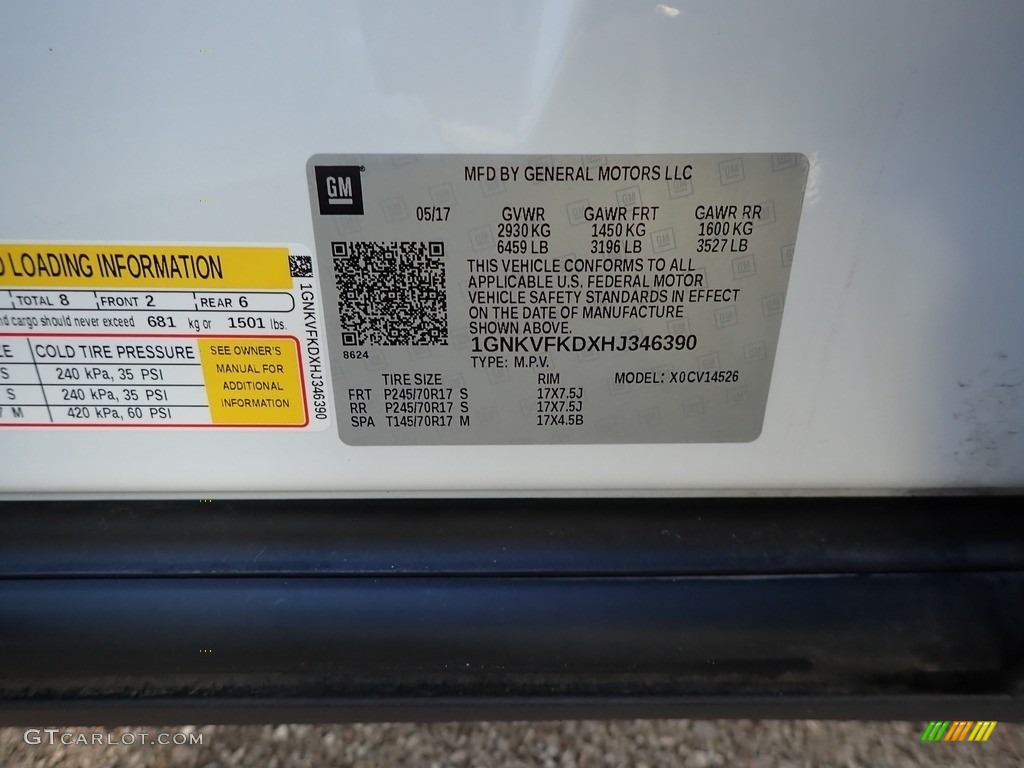 GM
MFD BY GENERAL MOTORS LLC
05/17 GVWR GAWR FRT GAWR RR
2930 KG 1450 KG 1600 KG
6459 LB 3196 LB 3527 LB
THIS VEHICLE CONFORMS TO ALL
APPLICABLE U.S. FEDERAL MOTOR
VEHICLE SAFETY STANDARDS IN EFFECT
ON THE DATE OF MANUFACTURE
SHOWN ABOVE.
1GNKVFKDXHJ346390
8624
TYPE: M.P.V.
TIRE SIZE RIM MODEL: X0CV14526
FRT P245/70R17 S 17X7.5J
RR P245/70R17 S 17X7.5J
SPA T145/70R17 M 17X4.5B
LOADING INFORMATION
TOTAL 8 FRONT 2 REAR 6
cargo should never exceed 681 kg or 1501 lbs.
COLD TIRE PRESSURE
S 240 kPa, 35 PSI
S 240 kPa, 35 PSI
M 420 kPa, 60 PSI
SEE OWNER'S
MANUAL FOR
ADDITIONAL
INFORMATION
1GNKVFKDXHJ346390
GTCARLOT.COM